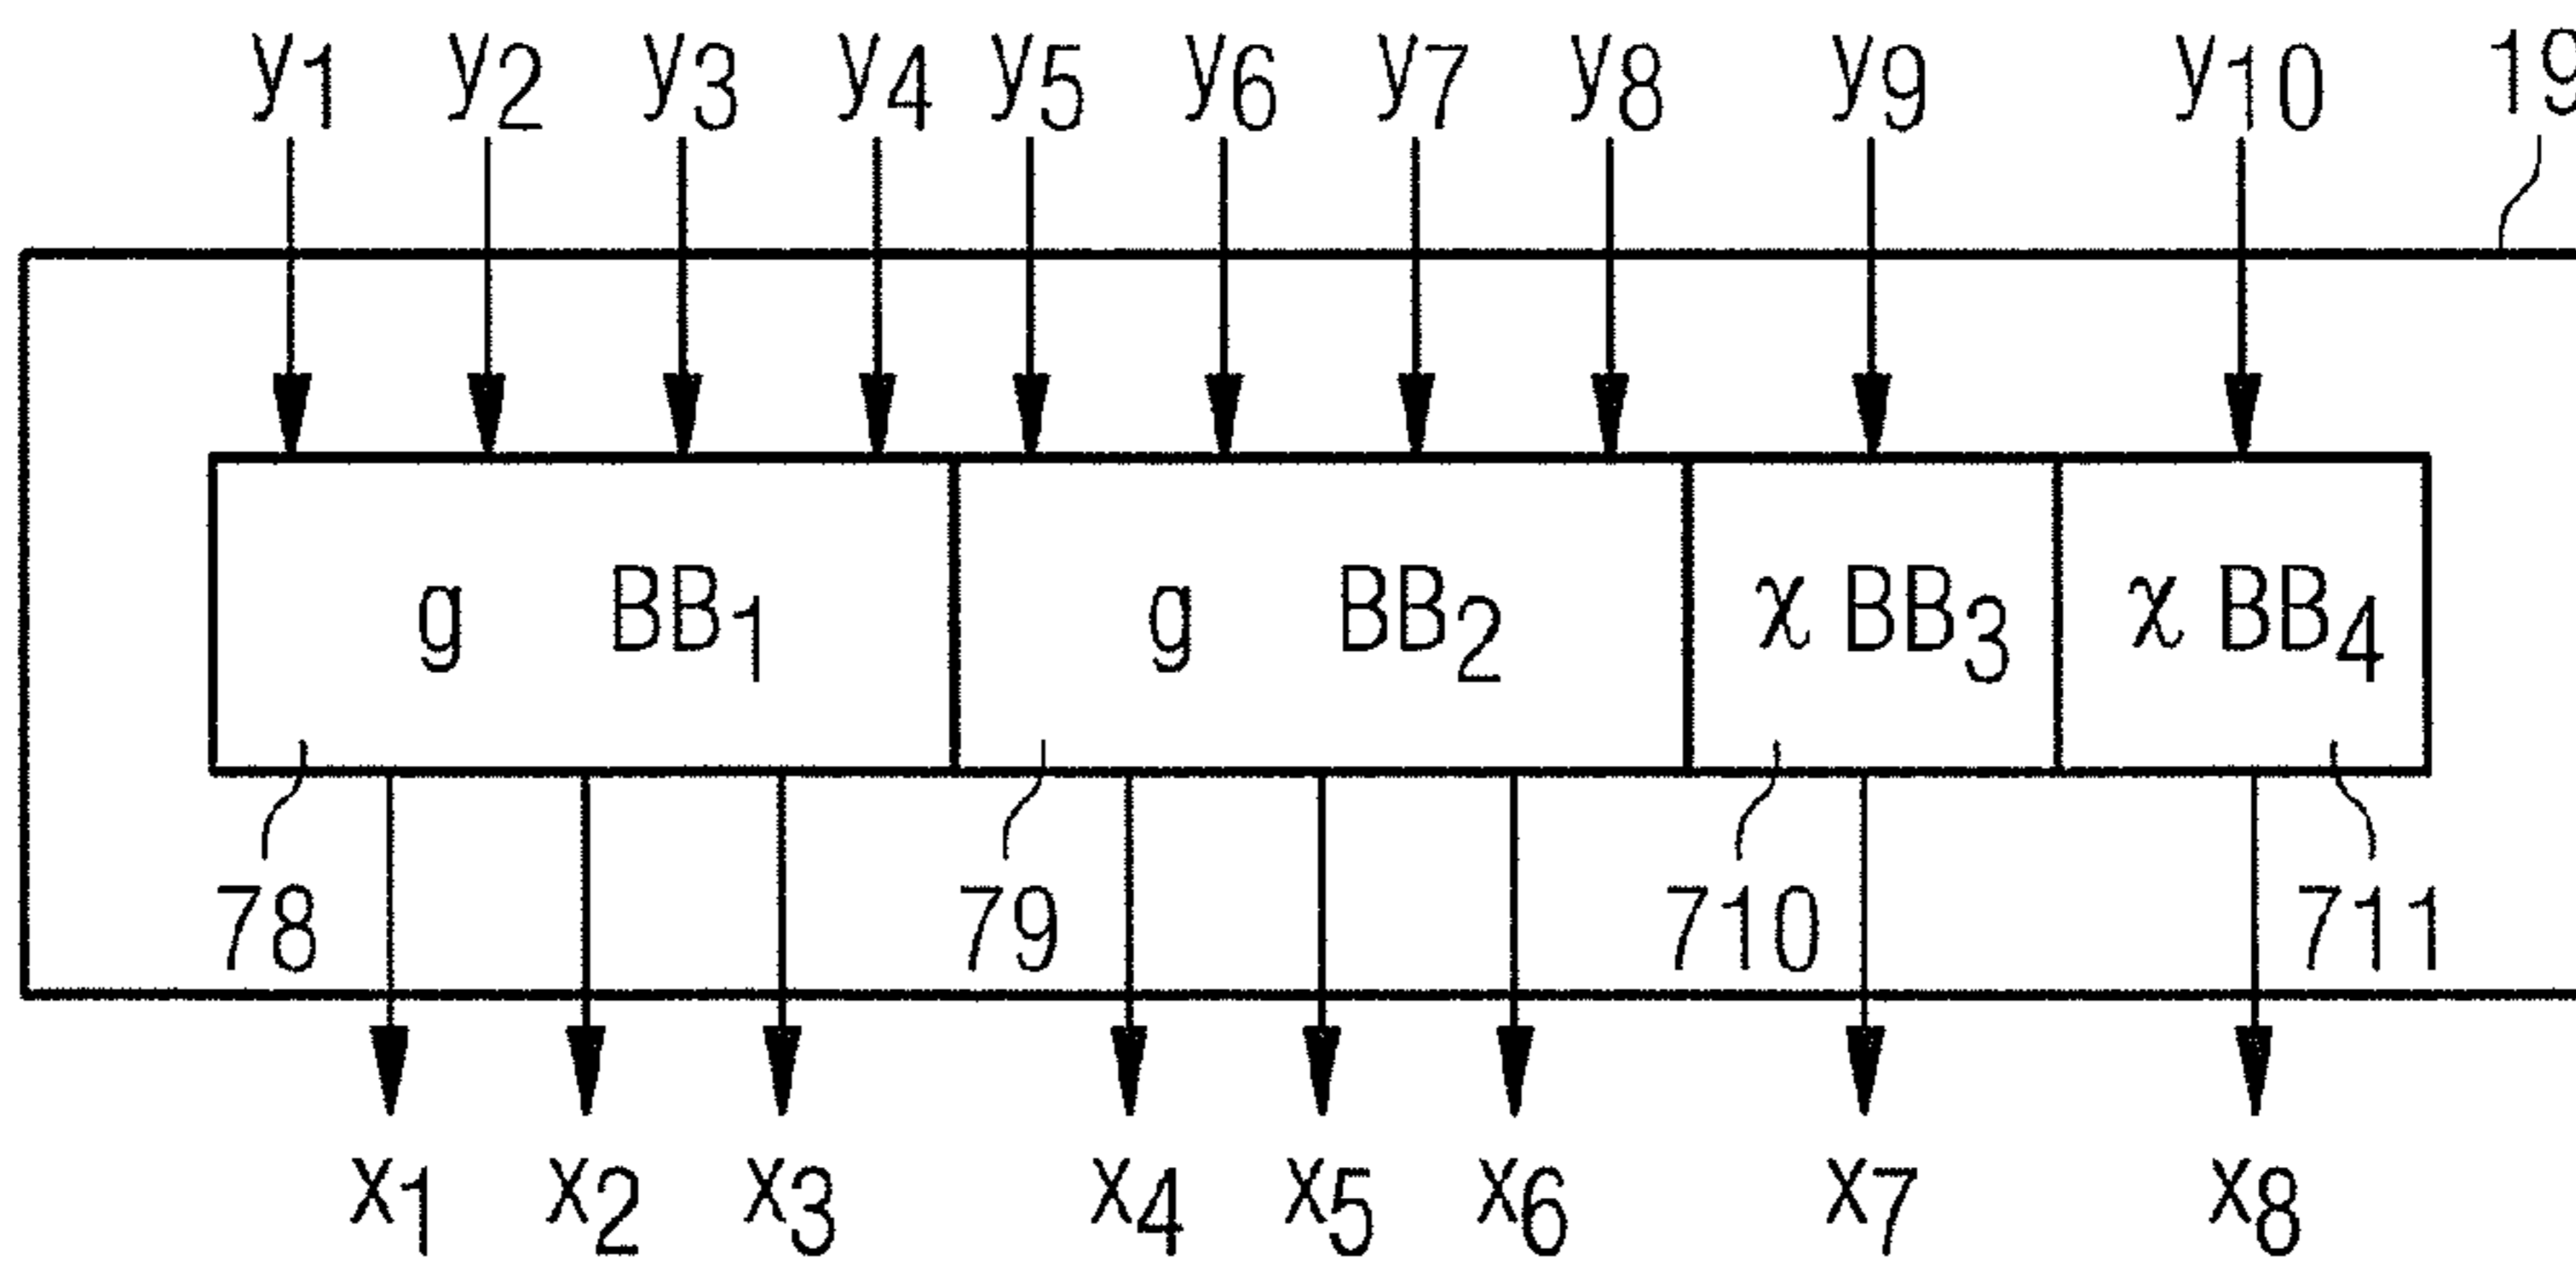 y1 y2 y3 y4 y5 y6 y7 y8 y9 y10 19
g BB1 g BB2 χ BB3 χ BB4
78 79 710 711
x1 x2 x3 x4 x5 x6 x7 x8